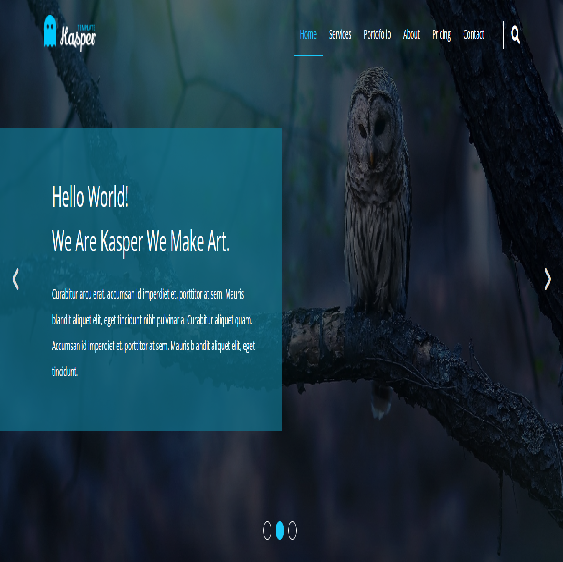 TEMPLATE
Kasper
Home Services Portofolio About Pricing Contact
Hello World!
We Are Kasper We Make Art.
Curabitur arcu erat, accumsan id imperdiet et, porttitor at sem. Mauris
blandit aliquet elit, eget tincidunt nibh pulvinar a. Curabitur aliquet quam.
Accumsan id imperdiet et, porttitor at sem. Mauris blandit aliquet elit, eget
tincidunt.